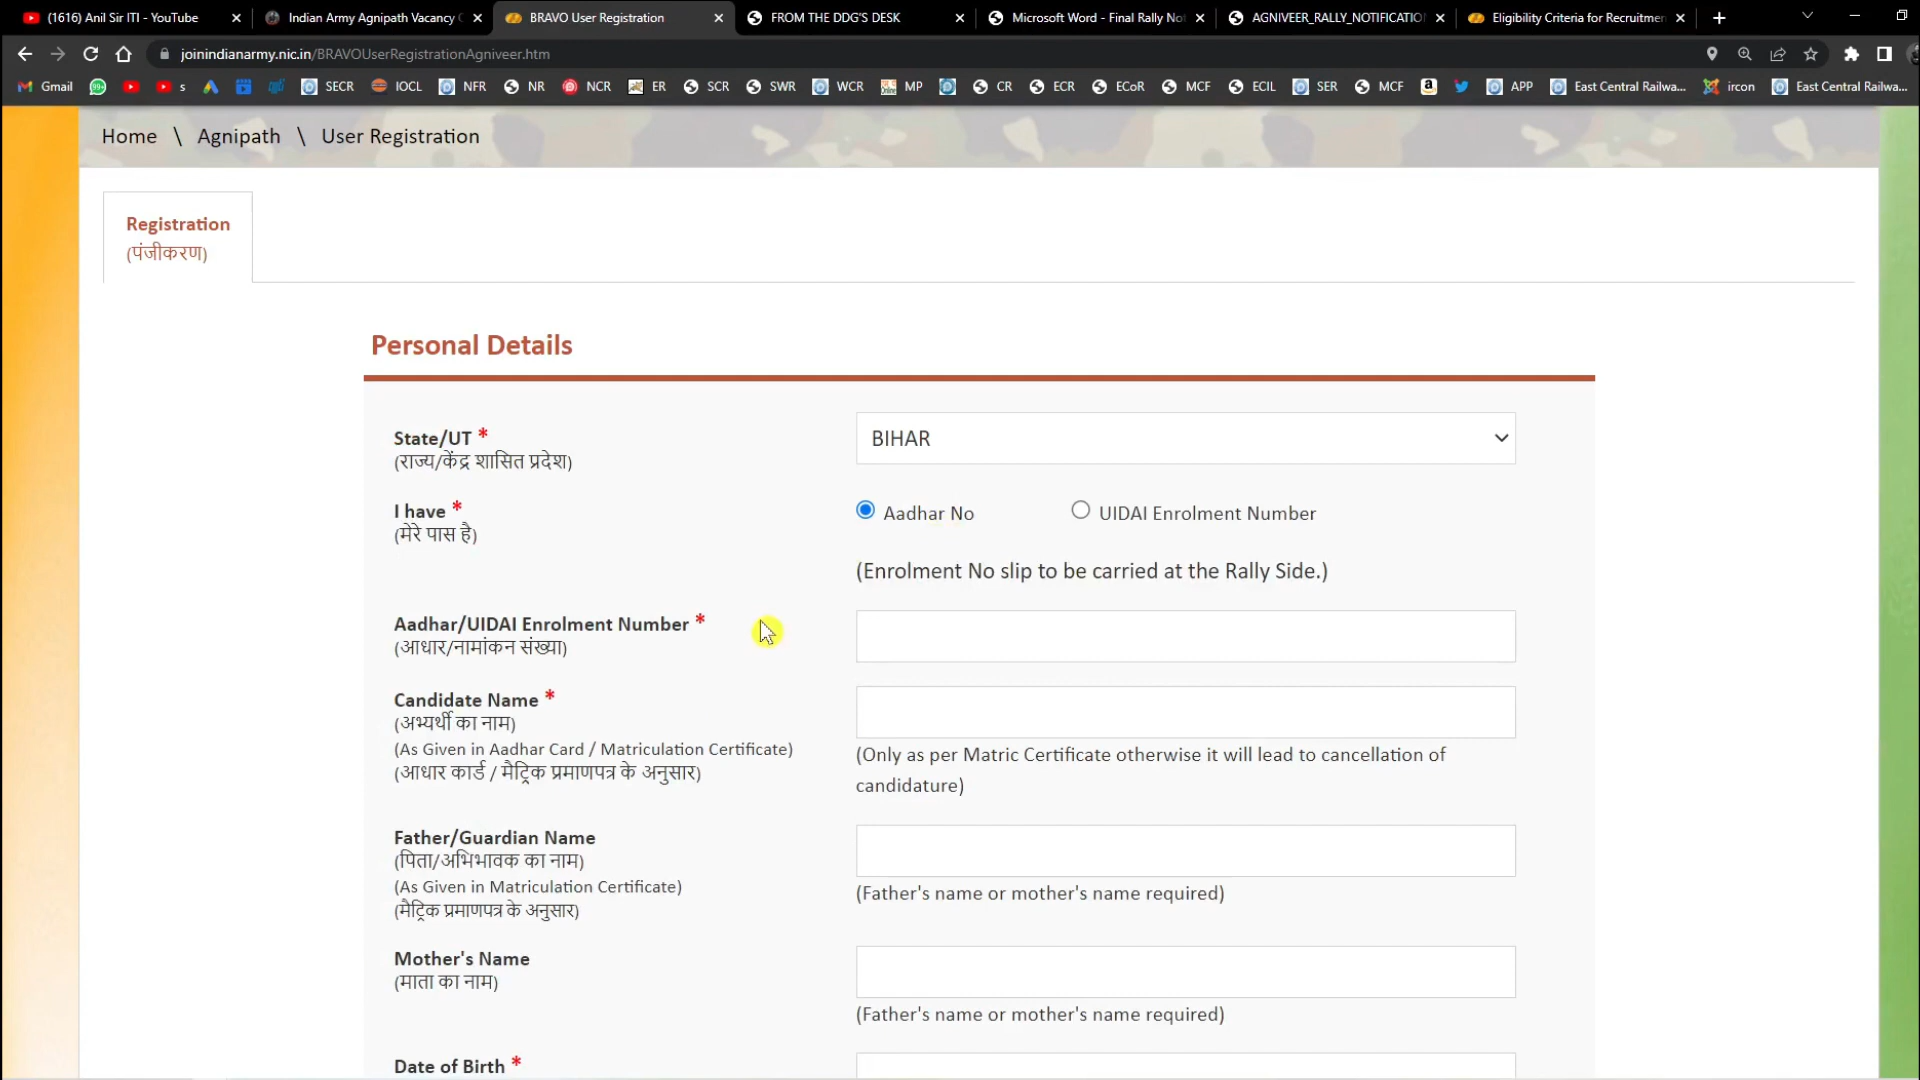 (1616) Anil Sir ITI - YouTube
Indian Army Agnipath Vacancy
BRAVO User Registration
FROM THE DDG'S DESK
Microsoft Word - Final Rally No
AGNIVEER_RALLY_NOTIFICATIO
Eligibility Criteria for Recruitmen
joinindianarmy.nic.in/BRAVOUserRegistrationAgniveer.htm
Gmail
s
SECR
IOCL
NFR
NR
NCR
ER
SCR
SWR
WCR
MP
CR
ECR
ECoR
MCF
ECIL
SER
MCF
APP
East Central Railwa...
ircon
East Central Railwa...
Home \ Agnipath \ User Registration
Registration
(पंजीकरण)
Personal Details
State/UT *
(राज्य/केंद्र शासित प्रदेश)
BIHAR
I have *
(मेरे पास है)
Aadhar No
UIDAI Enrolment Number
(Enrolment No slip to be carried at the Rally Side.)
Aadhar/UIDAI Enrolment Number *
(आधार/नामांकन संख्या)
Candidate Name *
(अभ्यर्थी का नाम)
(As Given in Aadhar Card / Matriculation Certificate)
(आधार कार्ड / मैट्रिक प्रमाणपत्र के अनुसार)
(Only as per Matric Certificate otherwise it will lead to cancellation of
candidature)
Father/Guardian Name
(पिता/अभिभावक का नाम)
(As Given in Matriculation Certificate)
(मैट्रिक प्रमाणपत्र के अनुसार)
(Father's name or mother's name required)
Mother's Name
(माता का नाम)
(Father's name or mother's name required)
Date of Birth *